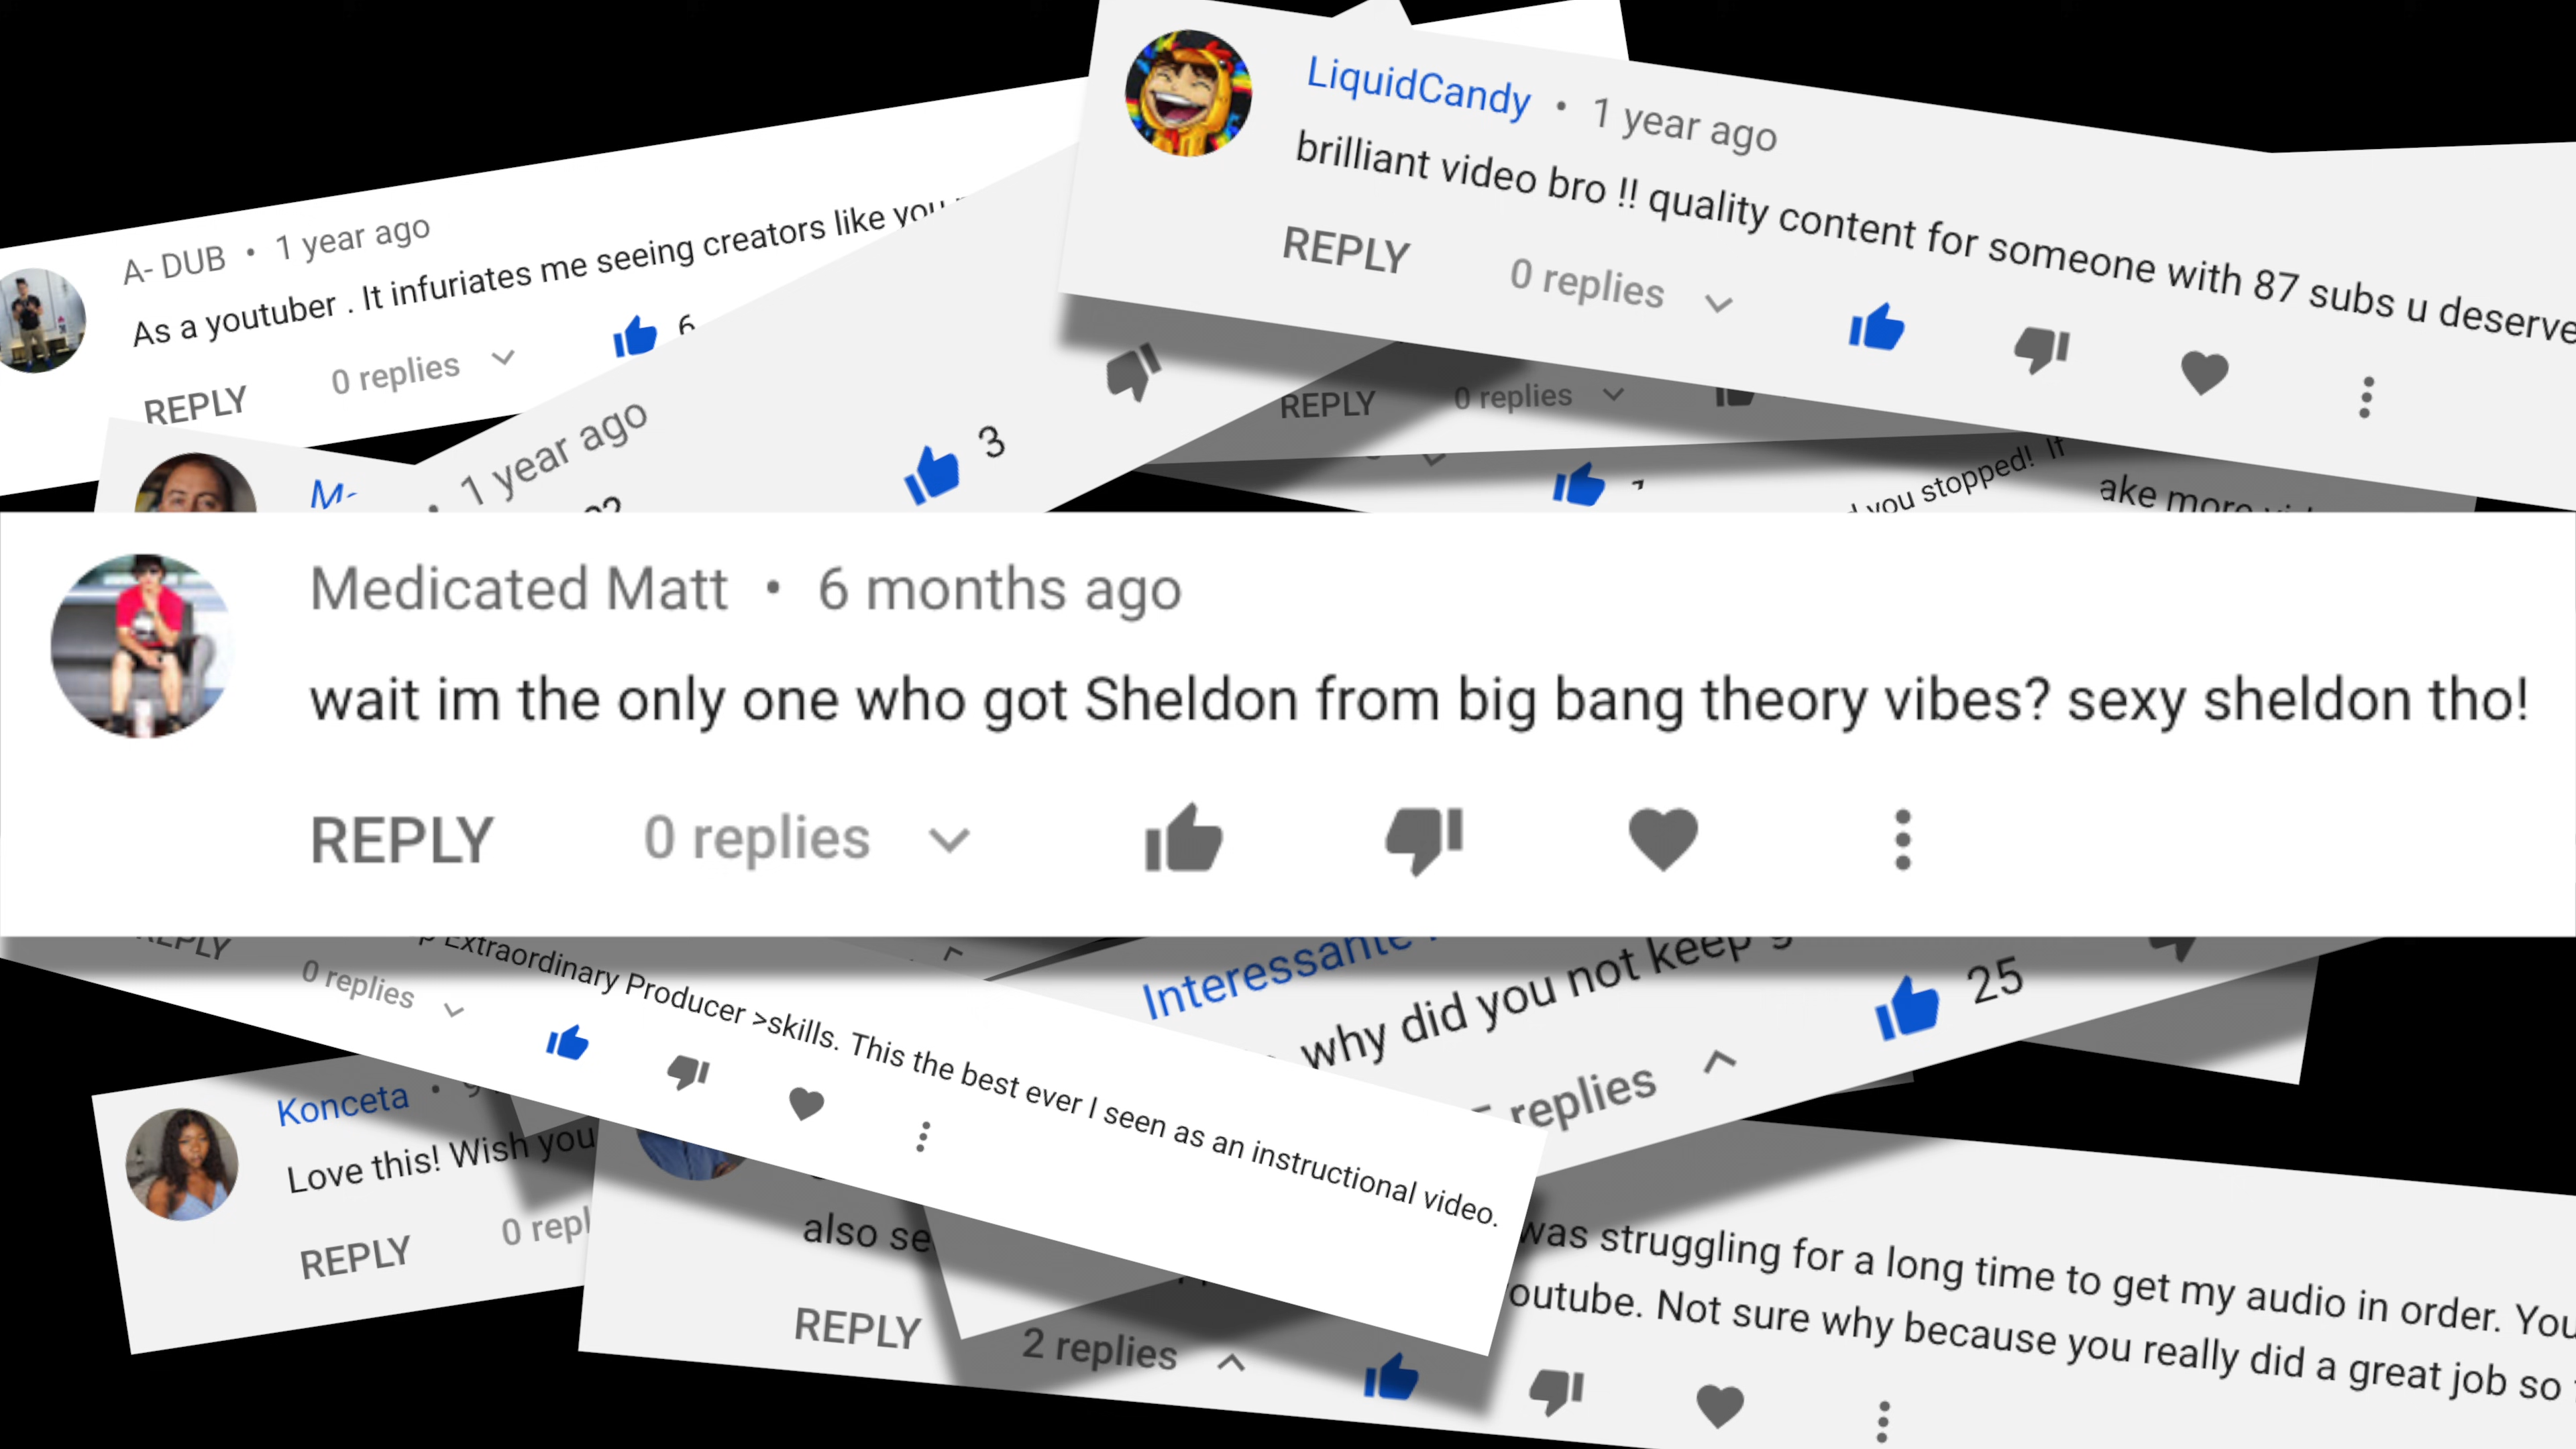 LiquidCandy • 1 year ago
brilliant video bro !! quality content for someone with 87 subs u deserve
REPLY 0 replies
A- DUB • 1 year ago
As a youtuber . It infuriates me seeing creators like you
REPLY 0 replies 6
1 year ago
3
REPLY 0 replies
you stopped! If
ake more
M-
Medicated Matt • 6 months ago
wait im the only one who got Sheldon from big bang theory vibes? sexy sheldon tho!
REPLY 0 replies
Extraordinary Producer >skills. This the best ever I seen as an instructional video.
REPLY 0 replies
Interessante
why did you not keep
replies 25
Konceta •
Love this! Wish you
REPLY 0 repl
also se
REPLY 2 replies
was struggling for a long time to get my audio in order. You
outube. Not sure why because you really did a great job so